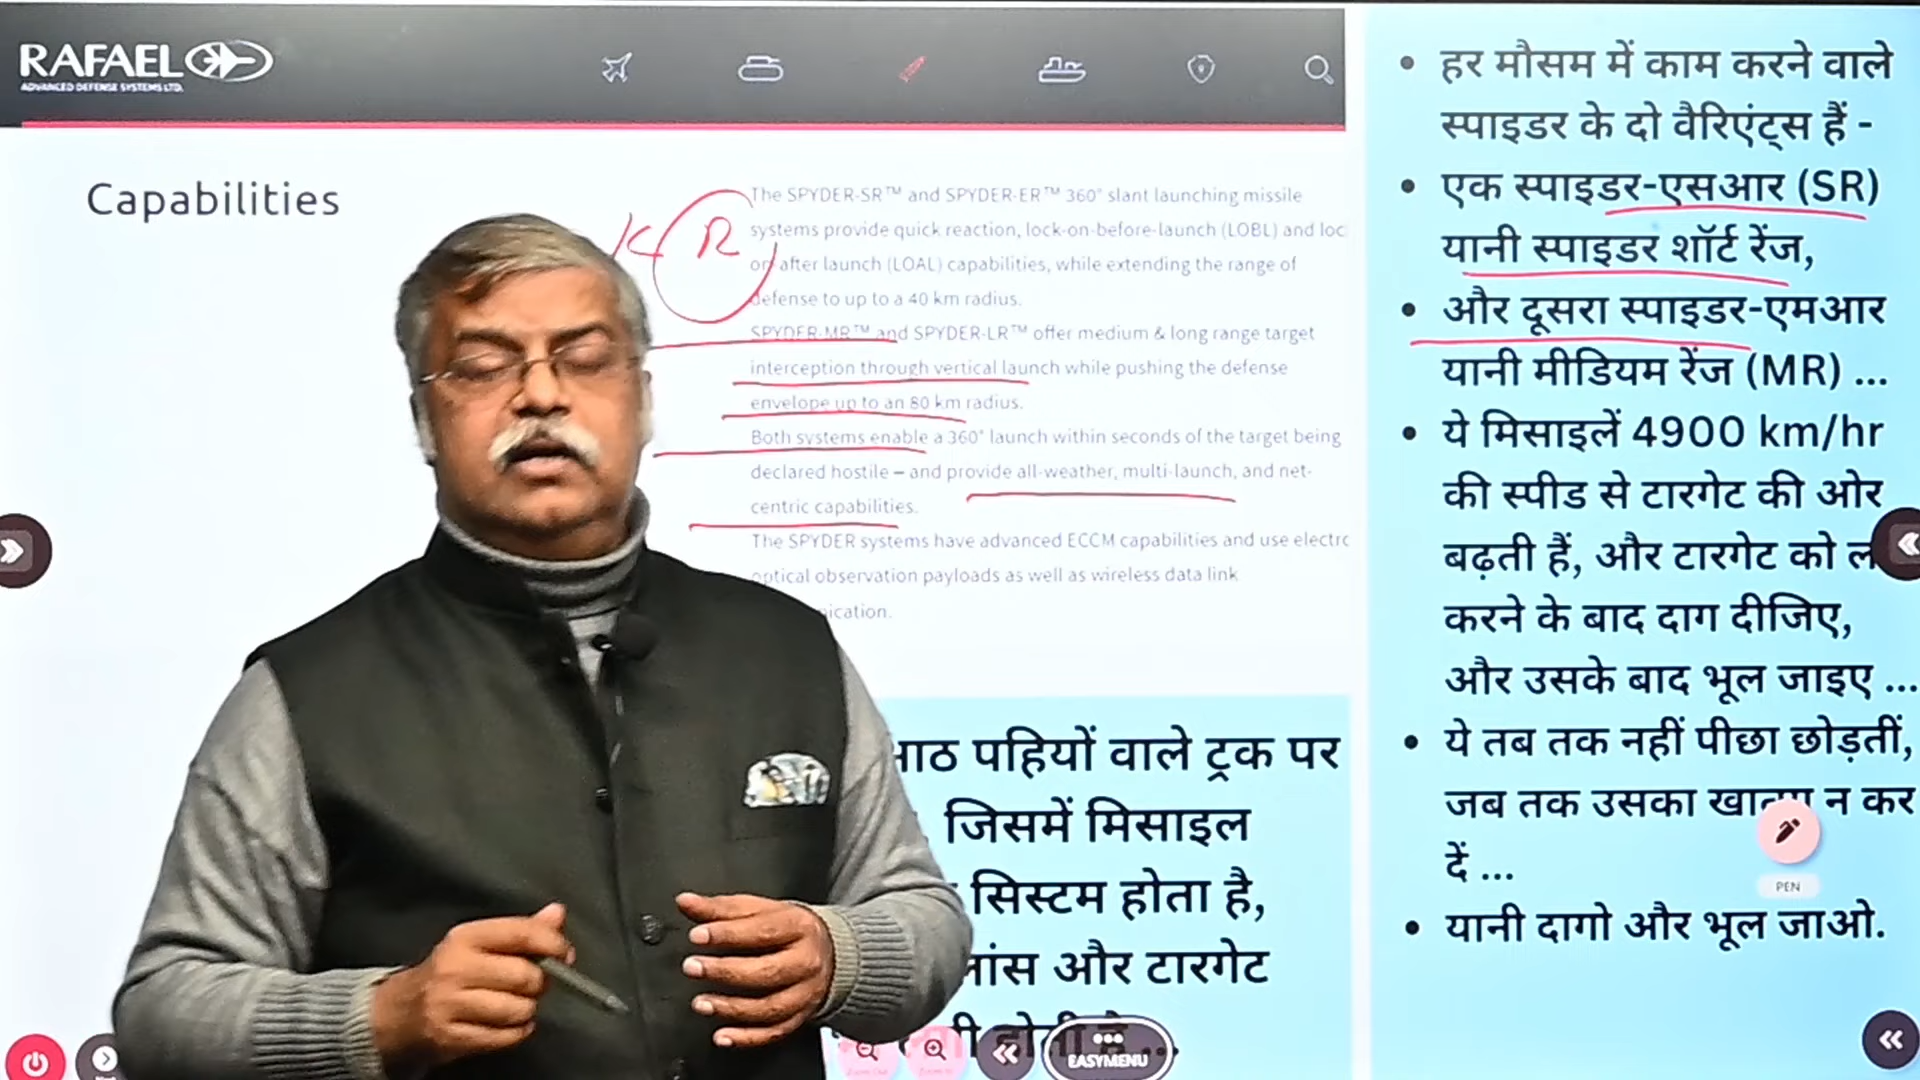 RAFAEL
ADVANCED DEFENSE SYSTEMS LTD.
Capabilities
R
The SPYDER-SR™ and SPYDER-ER™ 360° slant launching missile
systems provide quick reaction, lock-on-before-launch (LOBL) and
after launch (LOAL) capabilities, while extending the range of
defense to up to a 40 km radius.
SPYDER-MR™ and SPYDER-LR™ offer medium & long range target
interception through vertical launch while pushing the defense
envelope up to an 80 km radius.
Both systems enable a 360° launch within seconds of the target being
declared hostile – and provide all-weather, multi-launch, and net-
centric capabilities.
The SPYDER systems have advanced ECCM capabilities and use
optical observation payloads as well as wireless data link
पहियों वाले ट्रक पर
जिसमें मिसाइल
सिस्टम होता है,
और टारगेट
हर मौसम में काम करने वाले
स्पाइडर के दो वैरिएंट्स हैं -
एक स्पाइडर-एसआर (SR)
यानी स्पाइडर शॉर्ट रेंज,
और दूसरा स्पाइडर-एमआर
यानी मीडियम रेंज (MR) ...
ये मिसाइलें 4900 km/hr
की स्पीड से टारगेट की ओर
बढ़ती हैं, और टारगेट को
करने के बाद दाग दीजिए,
और उसके बाद भूल जाइए ...
ये तब तक नहीं पीछा छोड़तीं,
जब तक उसका न कर
दें ...
यानी दागो और भूल जाओ.
PEN
EASYMENU